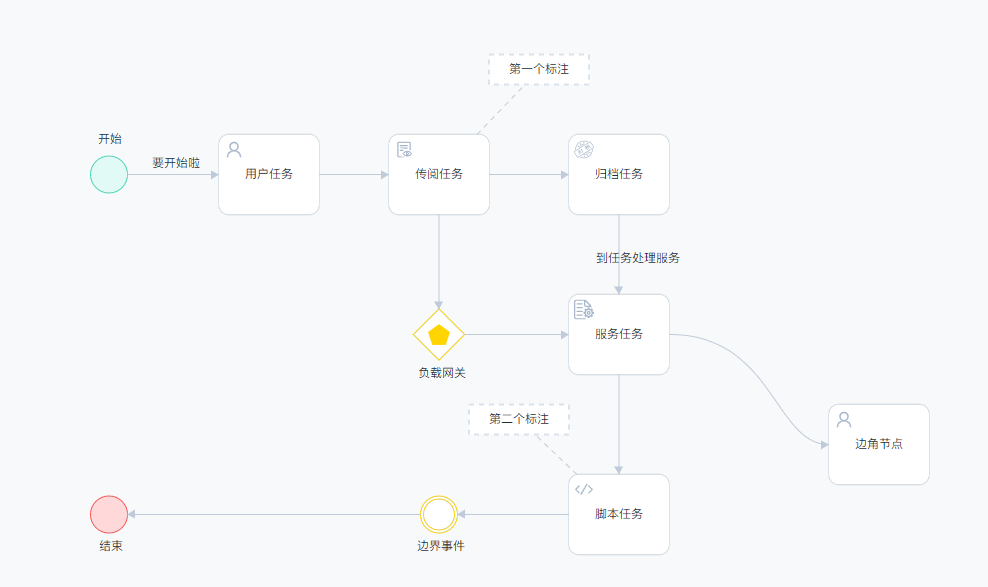 第一个标注
开始
要开始啦
用户任务
传阅任务
归档任务
到任务处理服务
服务任务
负载网关
第二个标注
边角节点
脚本任务
结束
边界事件